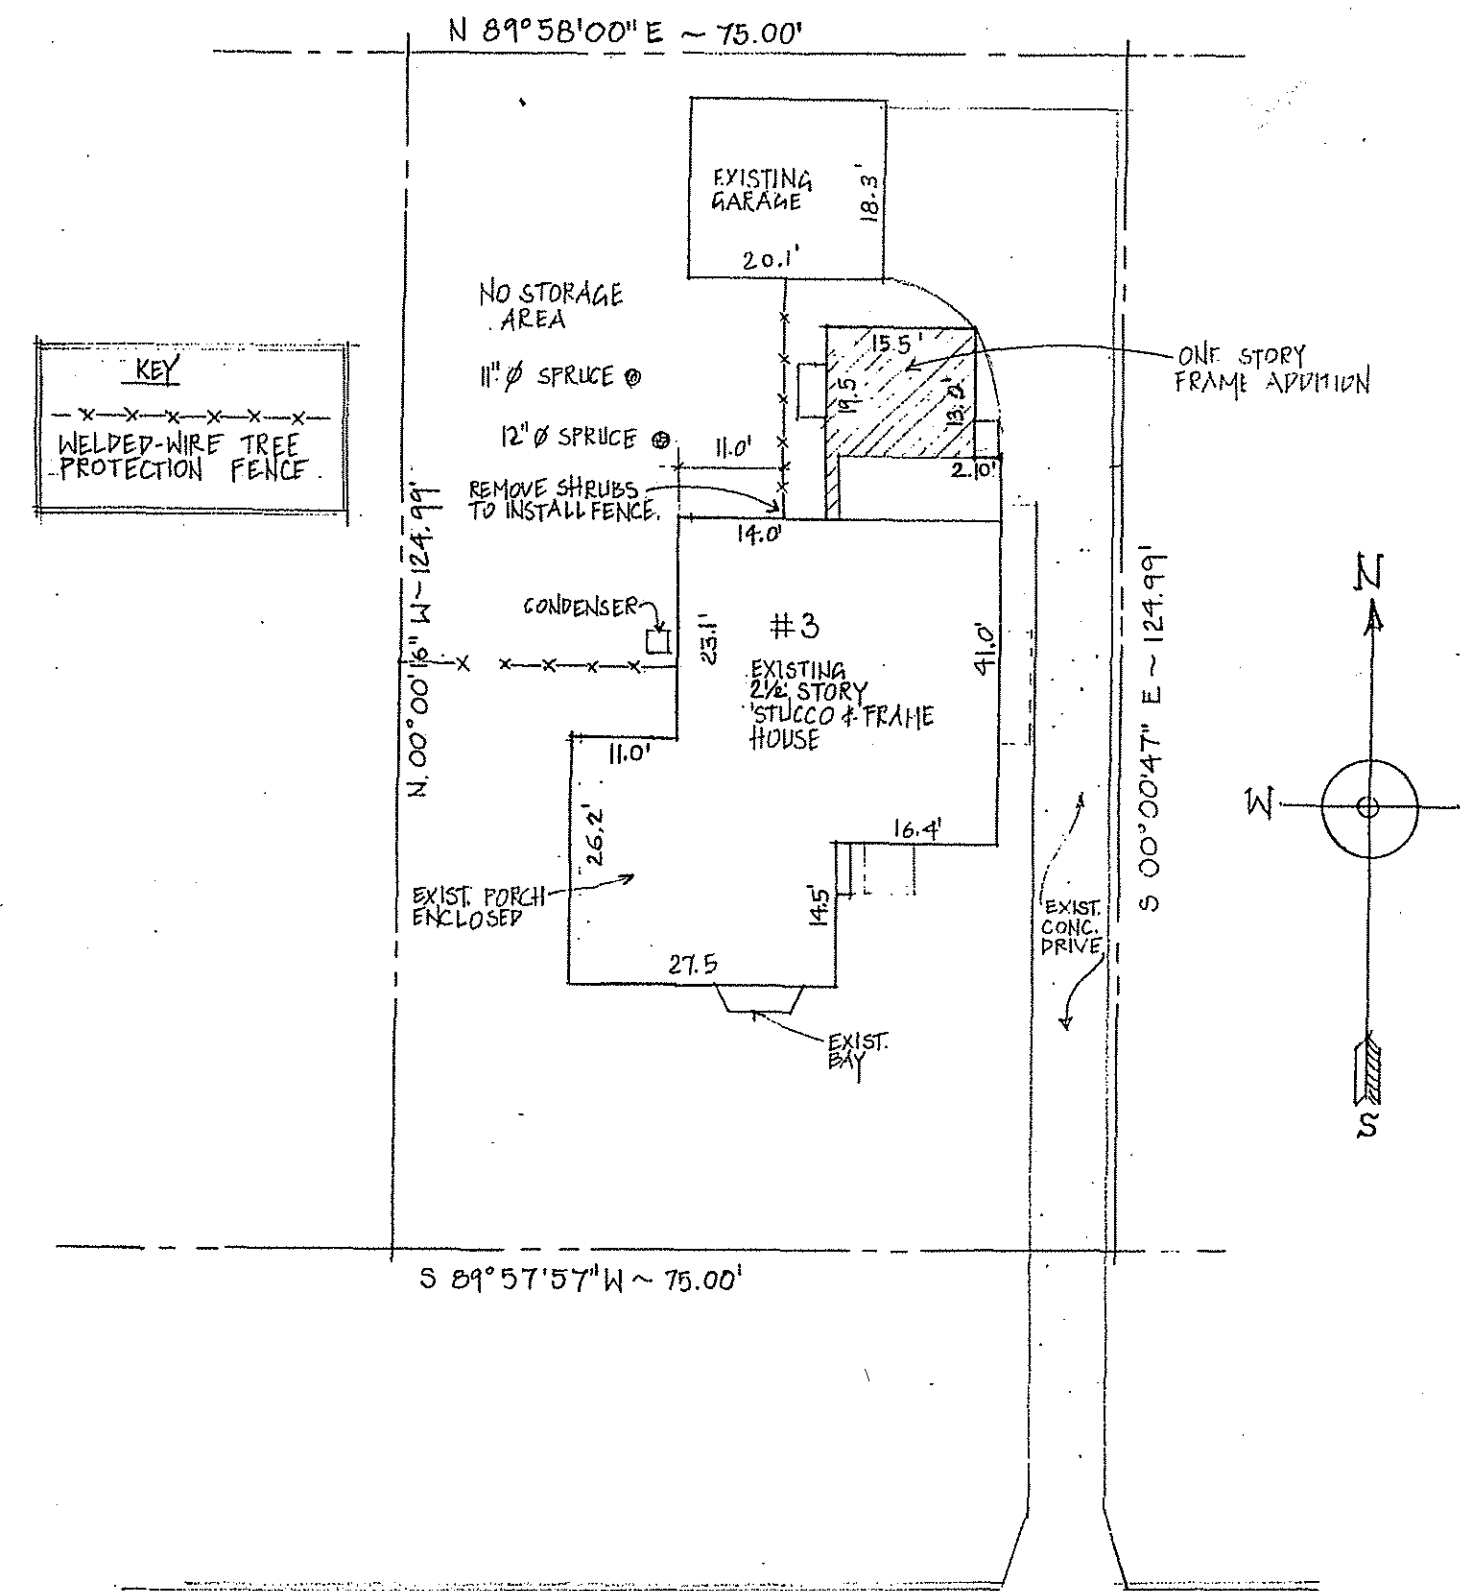 N 89°58'00" E ~ 75.00'
EXISTING
GARAGE
18.3'
20.1'
NO STORAGE
AREA
11" Ø SPRUCE
12" Ø SPRUCE
11.0'
REMOVE SHRUBS
TO INSTALL FENCE.
15.5'
19.5
13.0'
2.0'
ONE STORY
FRAME ADDITION
KEY
WELDED-WIRE TREE
PROTECTION FENCE
N 00°00'16" W ~ 124.99'
14.0'
CONDENSER
23.1'
#3
EXISTING
2½ STORY
STUCCO & FRAME
HOUSE
41.0'
11.0'
26.2'
16.4'
14.5'
EXIST. PORCH
ENCLOSED
27.5
EXIST.
BAY
EXIST.
CONC.
DRIVE
S 00°00'47" E ~ 124.99'
N
W
S
S 89°57'57" W ~ 75.00'